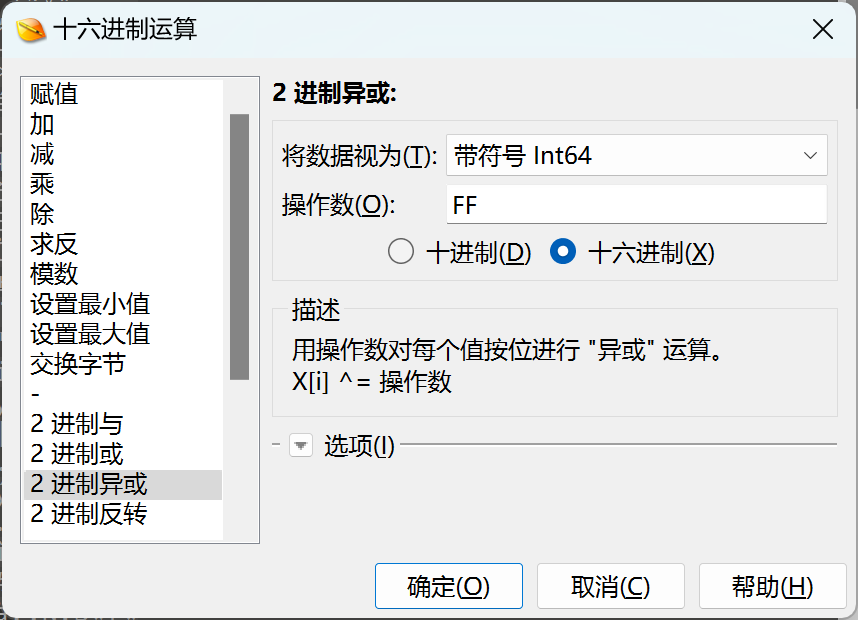 十六进制运算
赋值
加
减
乘
除
求反
模数
设置最小值
设置最大值
交换字节
-
2 进制与
2 进制或
2 进制异或
2 进制反转
2 进制异或:
将数据视为(T): 带符号 Int64
操作数(O): FF
十进制(D) 十六进制(X)
描述
用操作数对每个值按位进行 "异或" 运算。
X[i] ^= 操作数
选项(I)
确定(O) 取消(C) 帮助(H)